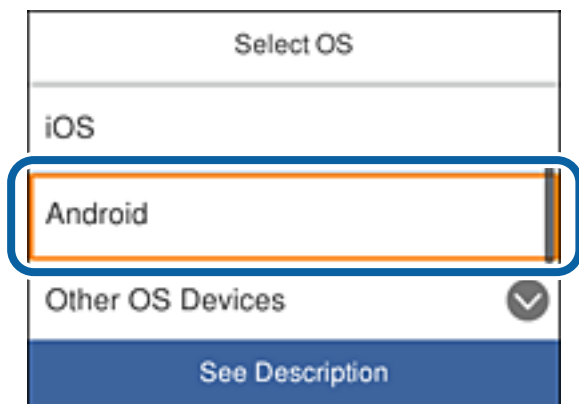 Select OS
iOS
Android
Other OS Devices
See Description